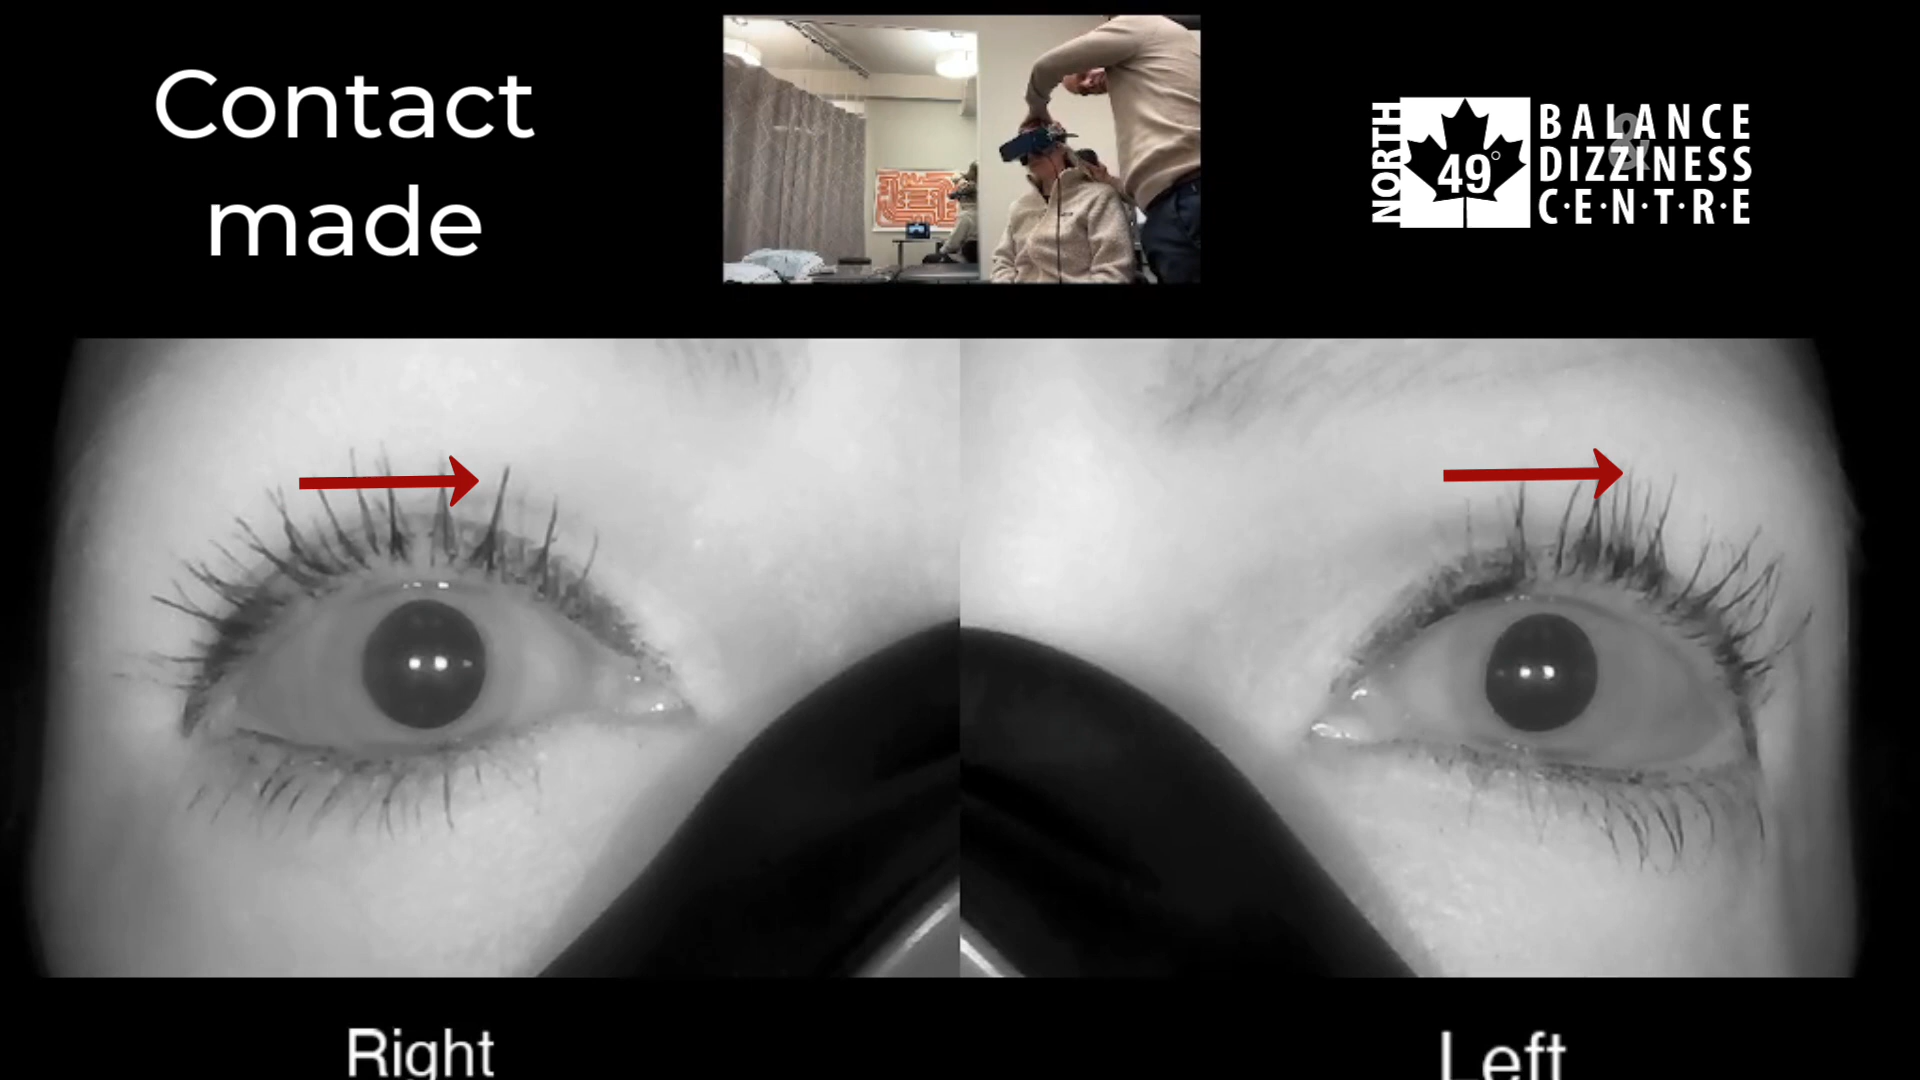 Contact
made
NORTH
49°
BALANCE
&
DIZZINESS
C·E·N·T·R·E
Right
Left